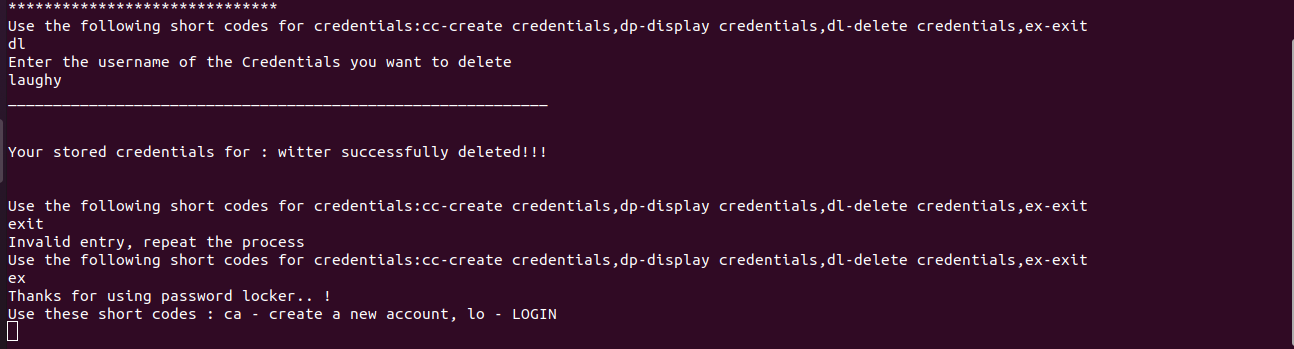 ******************************
Use the following short codes for credentials:cc-create credentials,dp-display credentials,dl-delete credentials,ex-exit
dl
Enter the username of the Credentials you want to delete
laughy
____________________________________________________________
Your stored credentials for : witter successfully deleted!!!
Use the following short codes for credentials:cc-create credentials,dp-display credentials,dl-delete credentials,ex-exit
exit
Invalid entry, repeat the process
Use the following short codes for credentials:cc-create credentials,dp-display credentials,dl-delete credentials,ex-exit
ex
Thanks for using password locker.. !
Use these short codes : ca - create a new account, lo - LOGIN